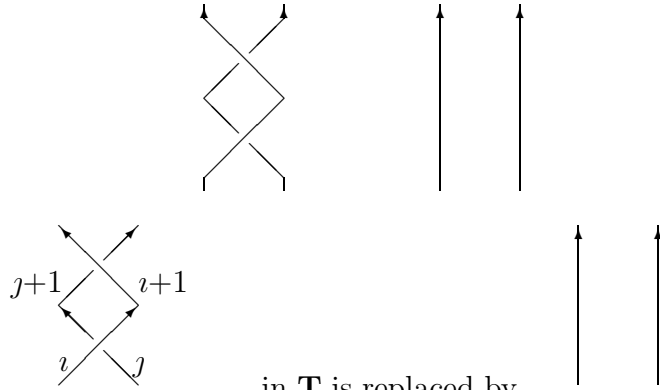 ȷ+1 ı+1
ı ȷ
in T is replaced by